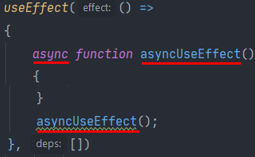 useEffect( effect: () =>
{
async function asyncUseEffect()
{
}
asyncUseEffect();
}, deps: [])